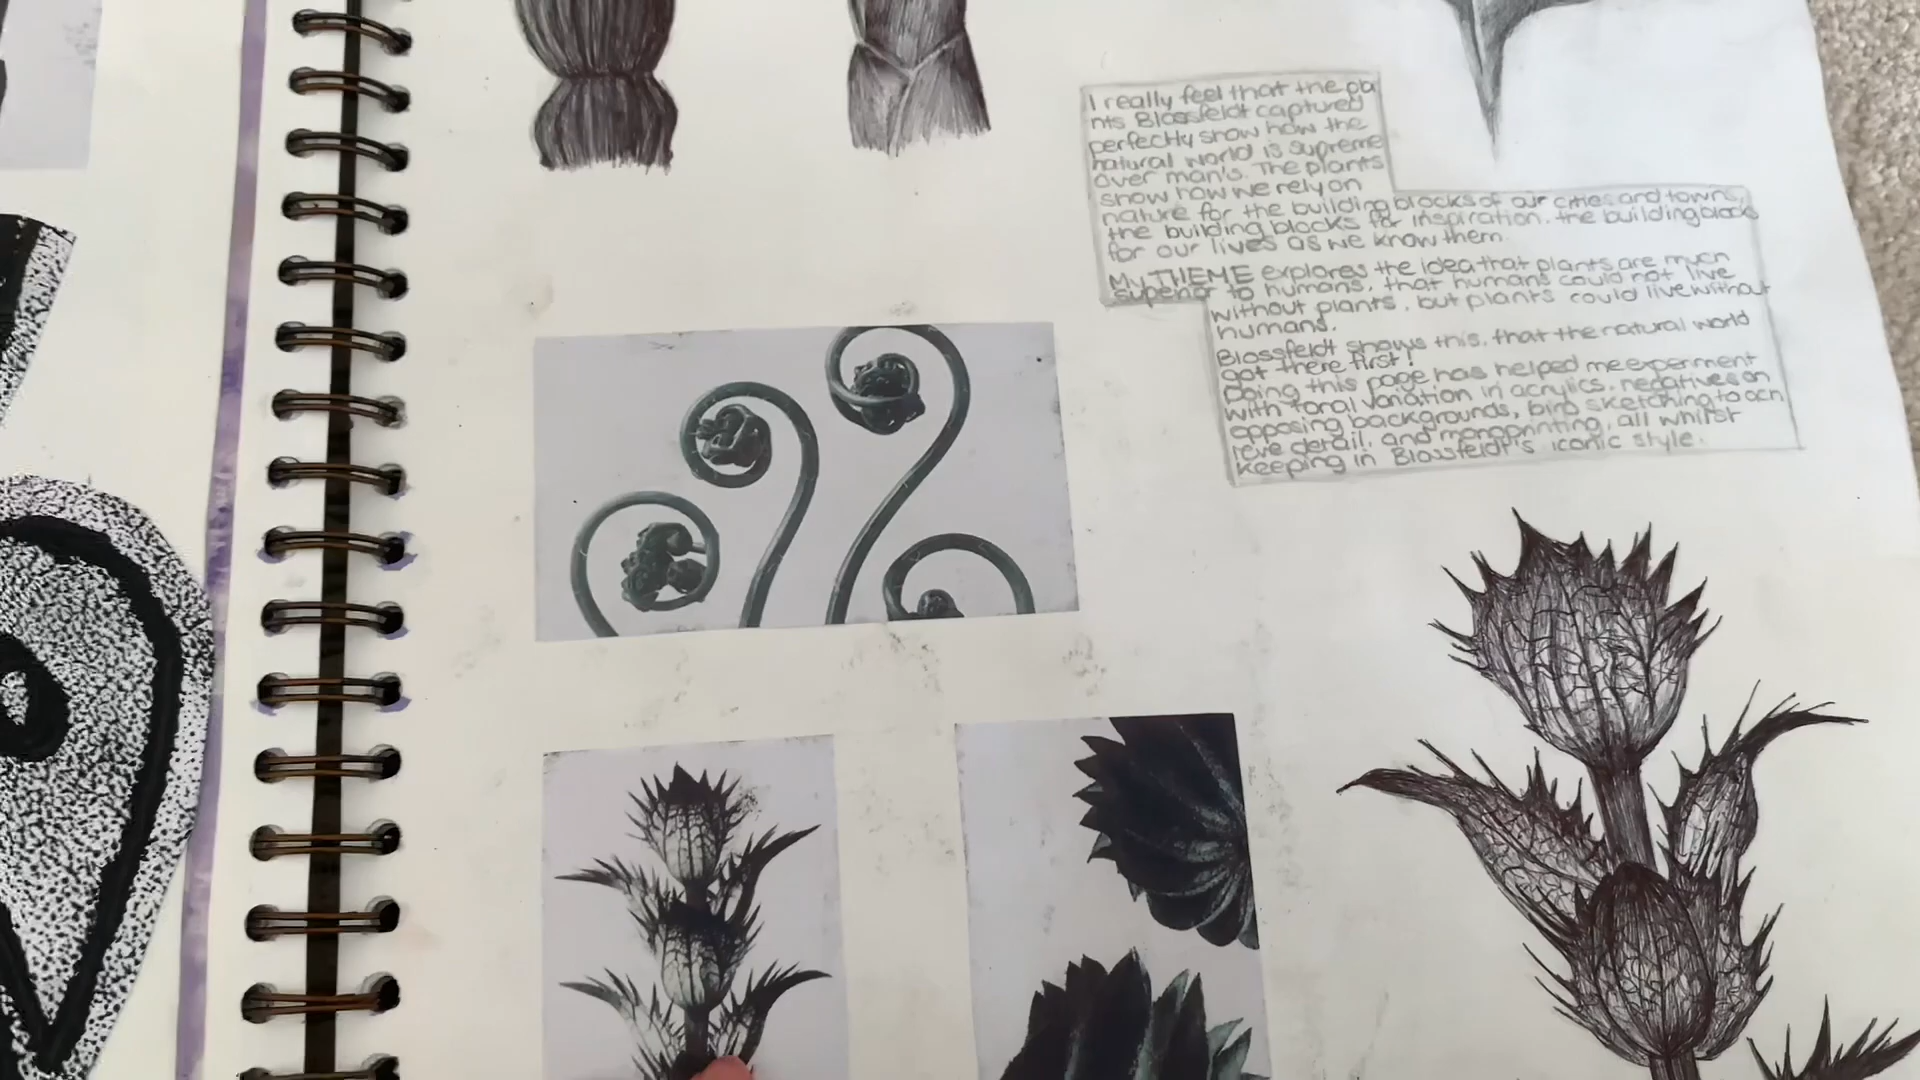 I really feel that the pla
nts Blossfeldt captured
perfectly show how the
natural world is supreme
over man's. The plants
show how we rely on
nature for the building blocks of our cities and towns,
the building blocks for inspiration. the building blocks
for our lives as we know them.
My THEME explores the idea that plants are much
superior to humans, that humans could not live
without plants, but plants could live without
humans.
Blossfeldt shows this, that the natural world
got there first!
Doing this page has helped me experment
with tonal variation in acrylics, negatives on
opposing backgrounds, biro sketching to ach
ieve detail, and monoprinting, all whilst
keeping in Blossfeldt's iconic style.